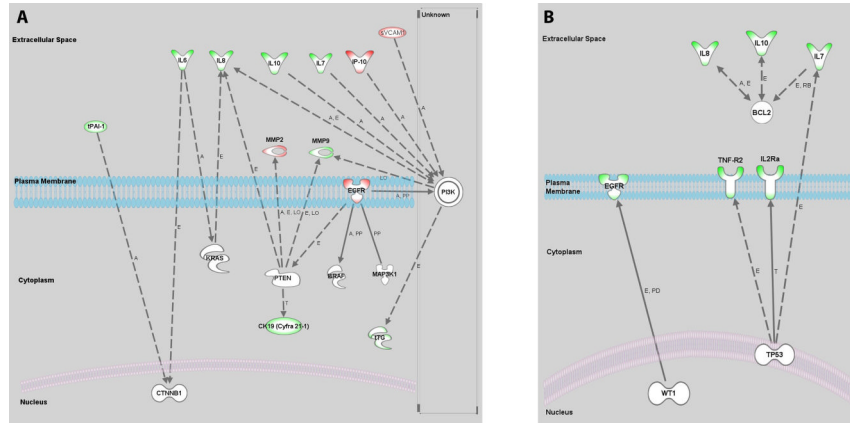 A
Unknown
sVCAM1
Extracellular Space
IL6
IL8
IL10
IL7
IP-10
A
A, E
A
A
A
tPAI-1
MMP2
MMP9
A
E
E
LO
Plasma Membrane
EGFR
PI3K
A, PP
A, E, LO
E, LO
E
E
A, PP
PP
KRAS
Cytoplasm
PTEN
BRAF
MAP3K1
A
E
T
CK19 (Cyfra 21-1)
CTNNB1
Nucleus
B
Extracellular Space
IL8
IL10
IL7
A, E
E
E, RB
BCL2
TNF-R2
IL2Ra
Plasma
Membrane
EGFR
E
Cytoplasm
E
T
E, PD
TP53
WT1
Nucleus